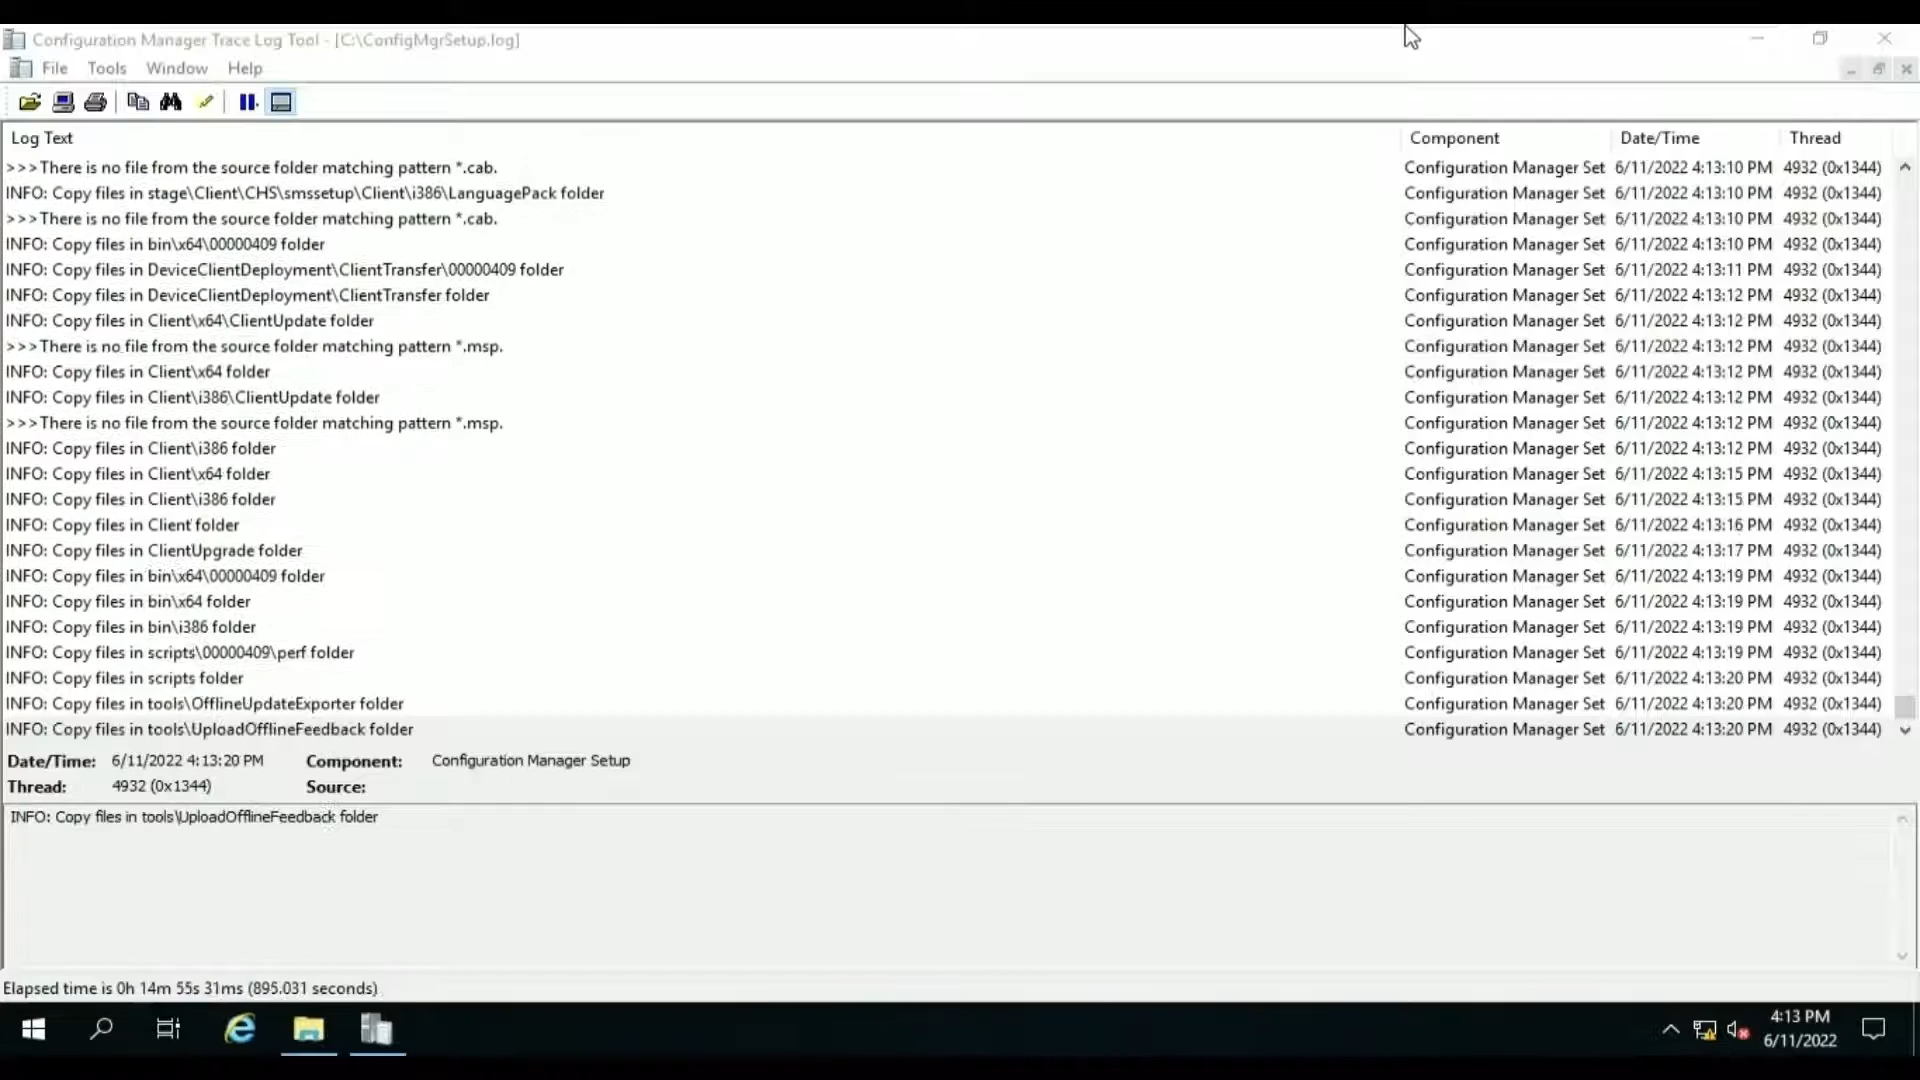 Configuration Manager Trace Log Tool - [C:\ConfigMgrSetup.log]
File Tools Window Help
Log Text Component Date/Time Thread
>>>There is no file from the source folder matching pattern *.cab. Configuration Manager Set 6/11/2022 4:13:10 PM 4932 (0x1344)
INFO: Copy files in stage\Client\CHS\smssetup\Client\i386\LanguagePack folder Configuration Manager Set 6/11/2022 4:13:10 PM 4932 (0x1344)
>>>There is no file from the source folder matching pattern *.cab. Configuration Manager Set 6/11/2022 4:13:10 PM 4932 (0x1344)
INFO: Copy files in bin\x64\00000409 folder Configuration Manager Set 6/11/2022 4:13:10 PM 4932 (0x1344)
INFO: Copy files in DeviceClientDeployment\ClientTransfer\00000409 folder Configuration Manager Set 6/11/2022 4:13:11 PM 4932 (0x1344)
INFO: Copy files in DeviceClientDeployment\ClientTransfer folder Configuration Manager Set 6/11/2022 4:13:12 PM 4932 (0x1344)
INFO: Copy files in Client\x64\ClientUpdate folder Configuration Manager Set 6/11/2022 4:13:12 PM 4932 (0x1344)
>>>There is no file from the source folder matching pattern *.msp. Configuration Manager Set 6/11/2022 4:13:12 PM 4932 (0x1344)
INFO: Copy files in Client\x64 folder Configuration Manager Set 6/11/2022 4:13:12 PM 4932 (0x1344)
INFO: Copy files in Client\i386\ClientUpdate folder Configuration Manager Set 6/11/2022 4:13:12 PM 4932 (0x1344)
>>>There is no file from the source folder matching pattern *.msp. Configuration Manager Set 6/11/2022 4:13:12 PM 4932 (0x1344)
INFO: Copy files in Client\i386 folder Configuration Manager Set 6/11/2022 4:13:12 PM 4932 (0x1344)
INFO: Copy files in Client\x64 folder Configuration Manager Set 6/11/2022 4:13:15 PM 4932 (0x1344)
INFO: Copy files in Client\i386 folder Configuration Manager Set 6/11/2022 4:13:15 PM 4932 (0x1344)
INFO: Copy files in Client folder Configuration Manager Set 6/11/2022 4:13:16 PM 4932 (0x1344)
INFO: Copy files in ClientUpgrade folder Configuration Manager Set 6/11/2022 4:13:17 PM 4932 (0x1344)
INFO: Copy files in bin\x64\00000409 folder Configuration Manager Set 6/11/2022 4:13:19 PM 4932 (0x1344)
INFO: Copy files in bin\x64 folder Configuration Manager Set 6/11/2022 4:13:19 PM 4932 (0x1344)
INFO: Copy files in bin\i386 folder Configuration Manager Set 6/11/2022 4:13:19 PM 4932 (0x1344)
INFO: Copy files in scripts\00000409\perf folder Configuration Manager Set 6/11/2022 4:13:19 PM 4932 (0x1344)
INFO: Copy files in scripts folder Configuration Manager Set 6/11/2022 4:13:20 PM 4932 (0x1344)
INFO: Copy files in tools\OfflineUpdateExporter folder Configuration Manager Set 6/11/2022 4:13:20 PM 4932 (0x1344)
INFO: Copy files in tools\UploadOfflineFeedback folder Configuration Manager Set 6/11/2022 4:13:20 PM 4932 (0x1344)
Date/Time: 6/11/2022 4:13:20 PM Component: Configuration Manager Setup
Thread: 4932 (0x1344) Source:
INFO: Copy files in tools\UploadOfflineFeedback folder
Elapsed time is 0h 14m 55s 31ms (895.031 seconds)
4:13 PM
6/11/2022